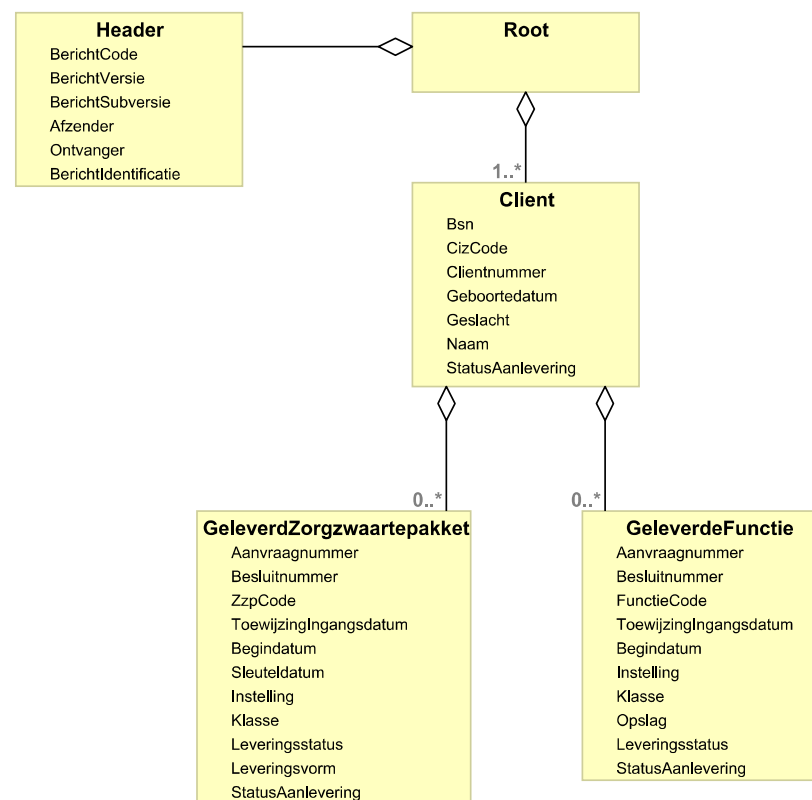 Header
BerichtCode
BerichtVersie
BerichtSubversie
Afzender
Ontvanger
BerichtIdentificatie
Root
1..*
Client
Bsn
CizCode
Clientnummer
Geboortedatum
Geslacht
Naam
StatusAanlevering
0..*
GeleverdZorgzwaartepakket
Aanvraagnummer
Besluitnummer
ZzpCode
ToewijzingIngangsdatum
Begindatum
Sleuteldatum
Instelling
Klasse
Leveringsstatus
Leveringsvorm
StatusAanlevering
0..*
GeleverdeFunctie
Aanvraagnummer
Besluitnummer
FunctieCode
ToewijzingIngangsdatum
Begindatum
Instelling
Klasse
Opslag
Leveringsstatus
StatusAanlevering